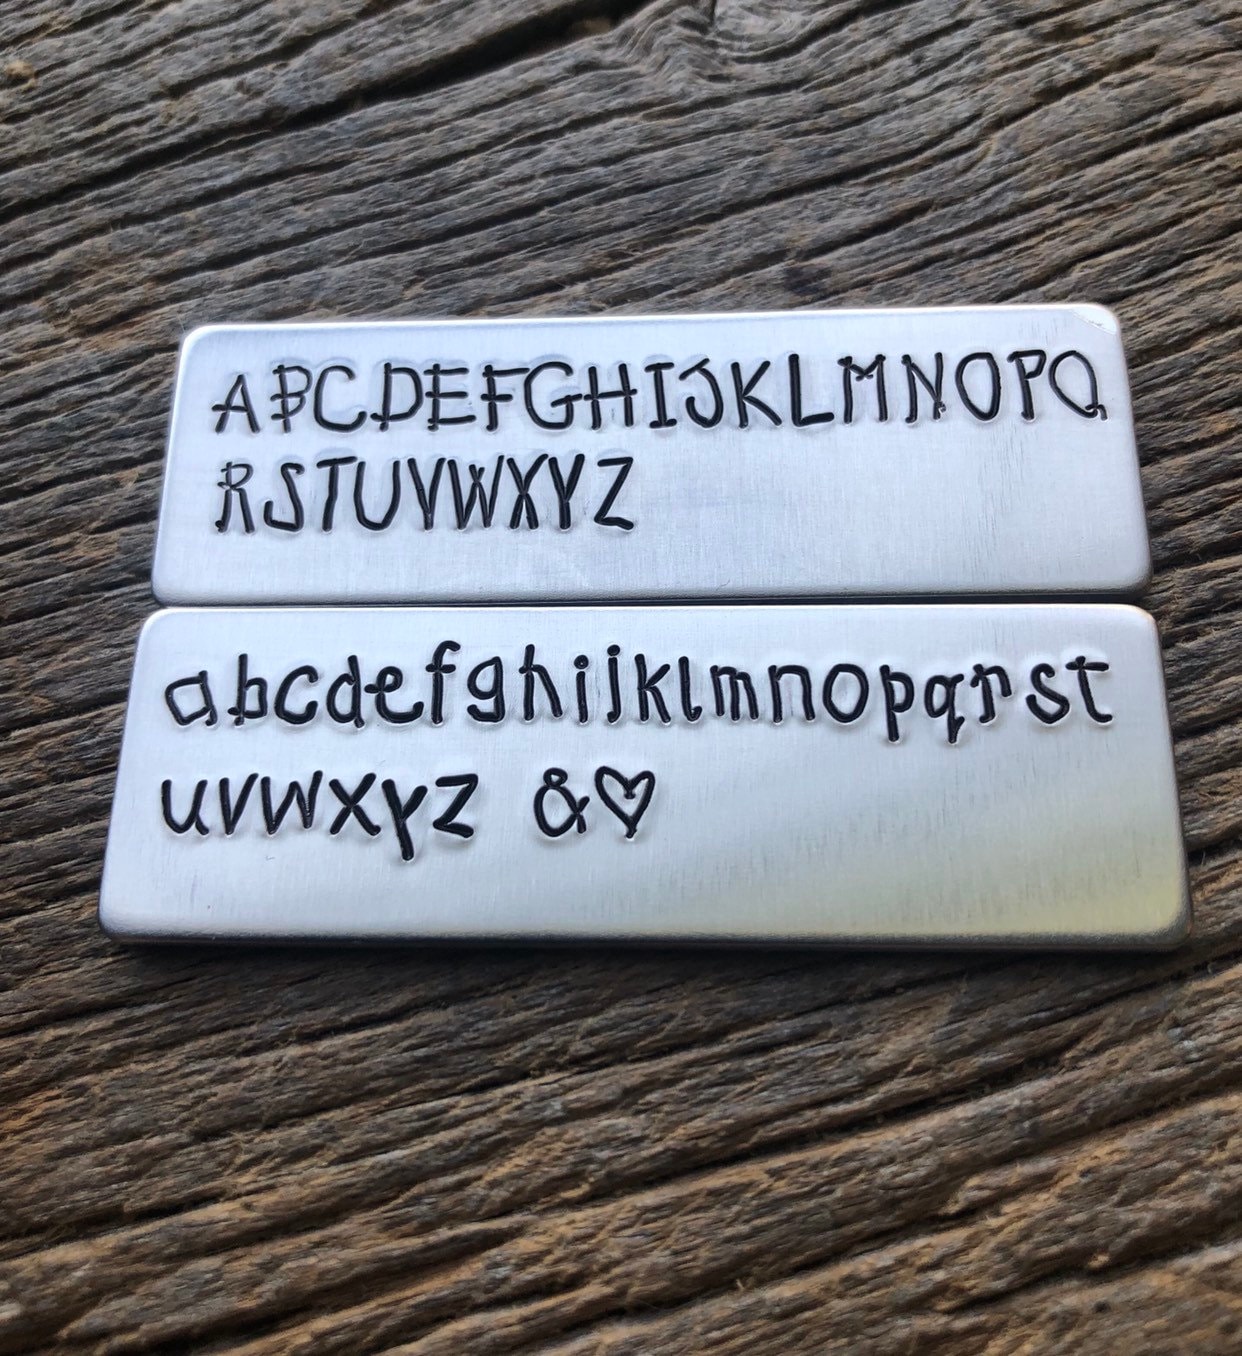 ABCDEFGHIJKLMNOPQ
RSTUVWXYZ
abcdefghijklmnopqrst
uvwxyz &♡